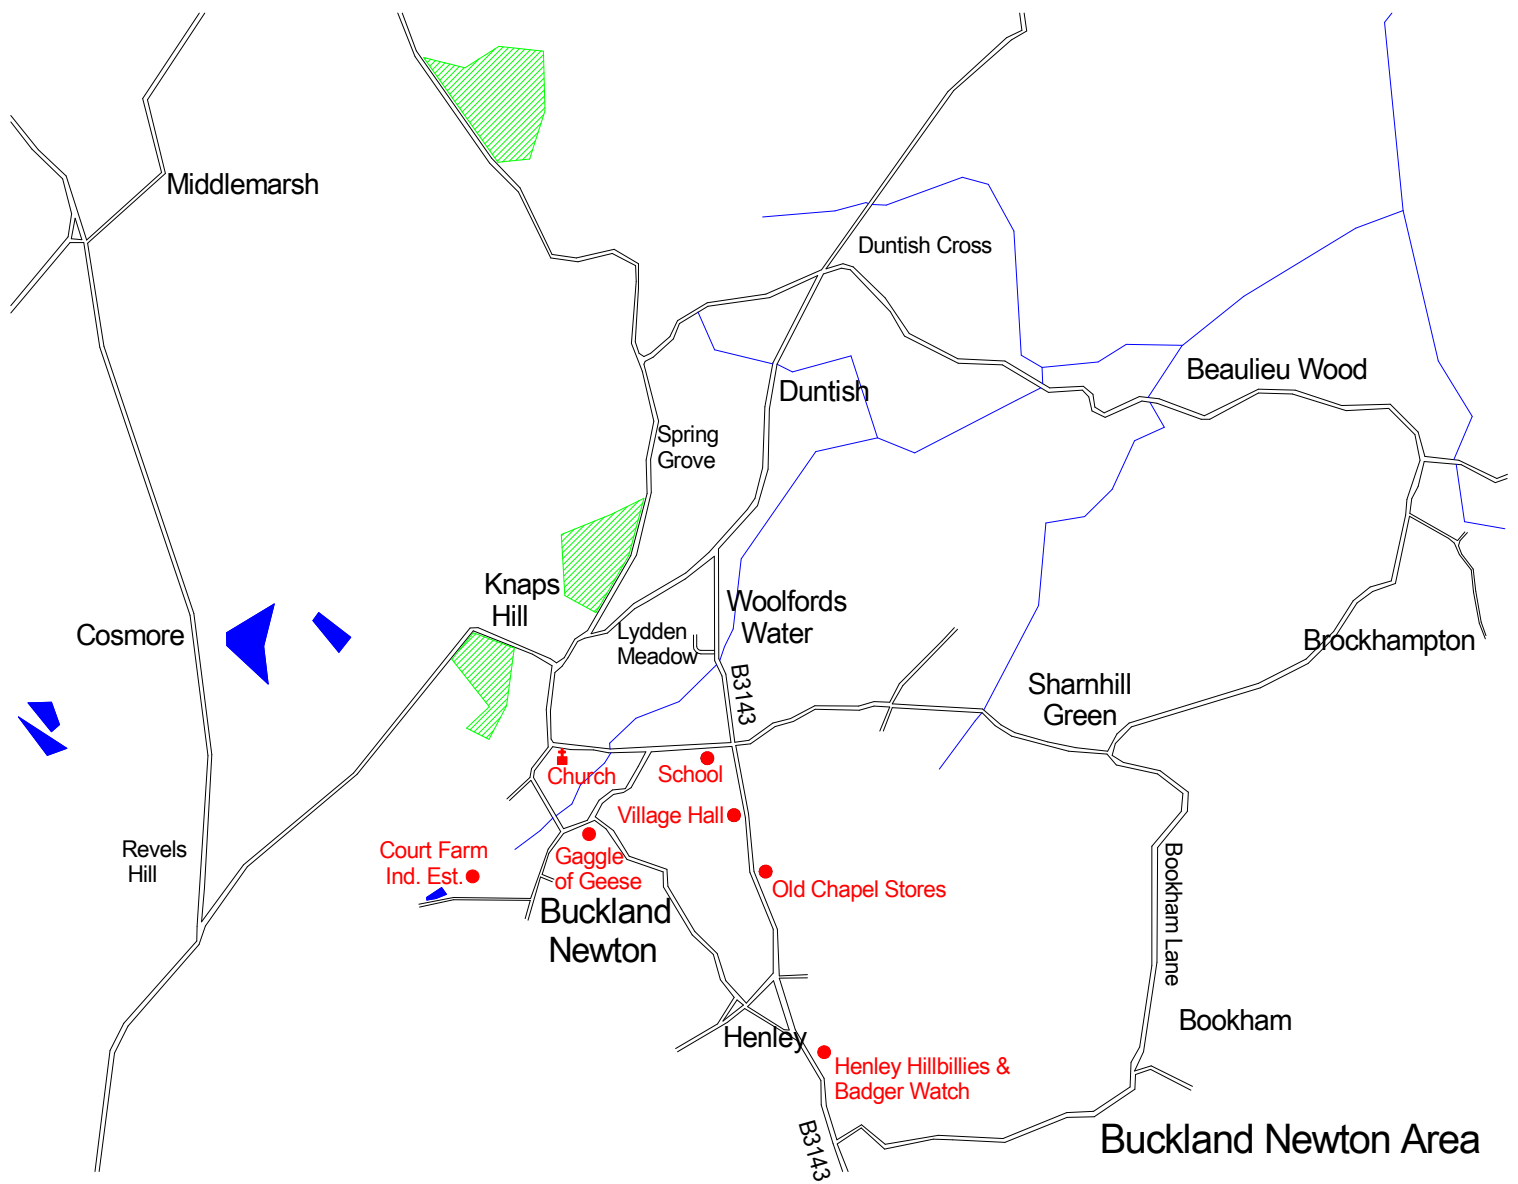 Middlemarsh
Duntish Cross
Beaulieu Wood
Duntish
Spring
Grove
Knaps
Hill
Woolfords
Water
Lydden
Meadow
Cosmore
Brockhampton
B3143
Sharnhill
Green
Church
School
Village Hall
Revels
Hill
Court Farm
Ind. Est.
Gaggle
of Geese
Old Chapel Stores
Bookham Lane
Buckland
Newton
Bookham
Henley
Henley Hillbillies &
Badger Watch
B3143
Buckland Newton Area